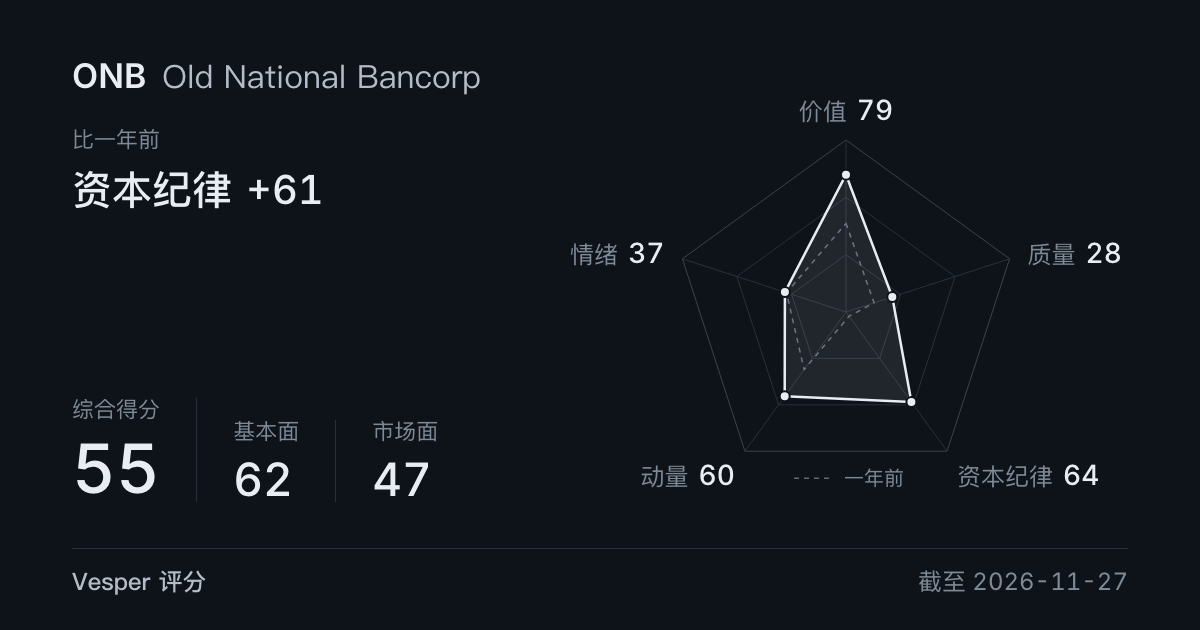 ONB Old National Bancorp
比一年前
资本纪律 +61
价值 79
情绪 37
质量 28
动量 60
---- 一年前
资本纪律 64
综合得分
55
基本面
62
市场面
47
Vesper 评分
截至 2026-11-27